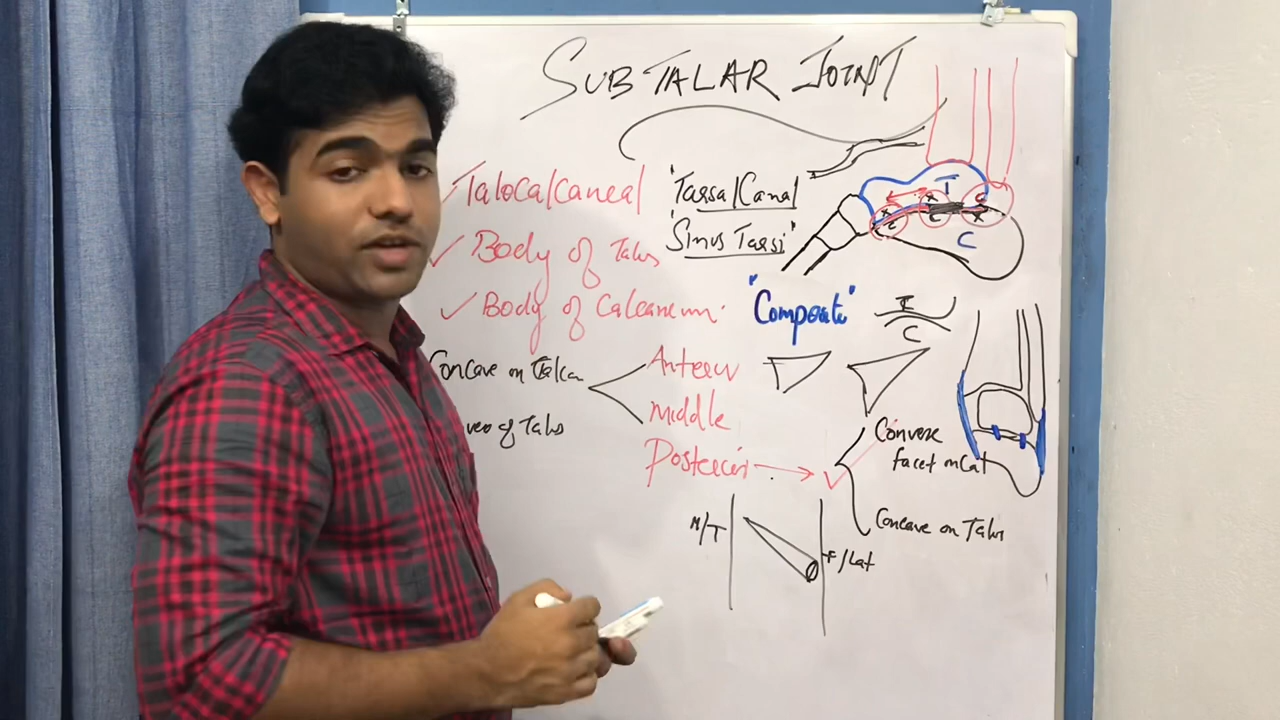 SUBTALAR JOINT
Talocalcaneal
"Tarsal Canal
✓ Body of Talus
"Sinus Tarsi"
✓ Body of Calcaneum.
"Composite"
T
C
T
C
C
C
Concave on
Anterior
Middle
of Talus
Convex
facet on Cal
Posterior
M/T
Concave on Talus
F/Lat